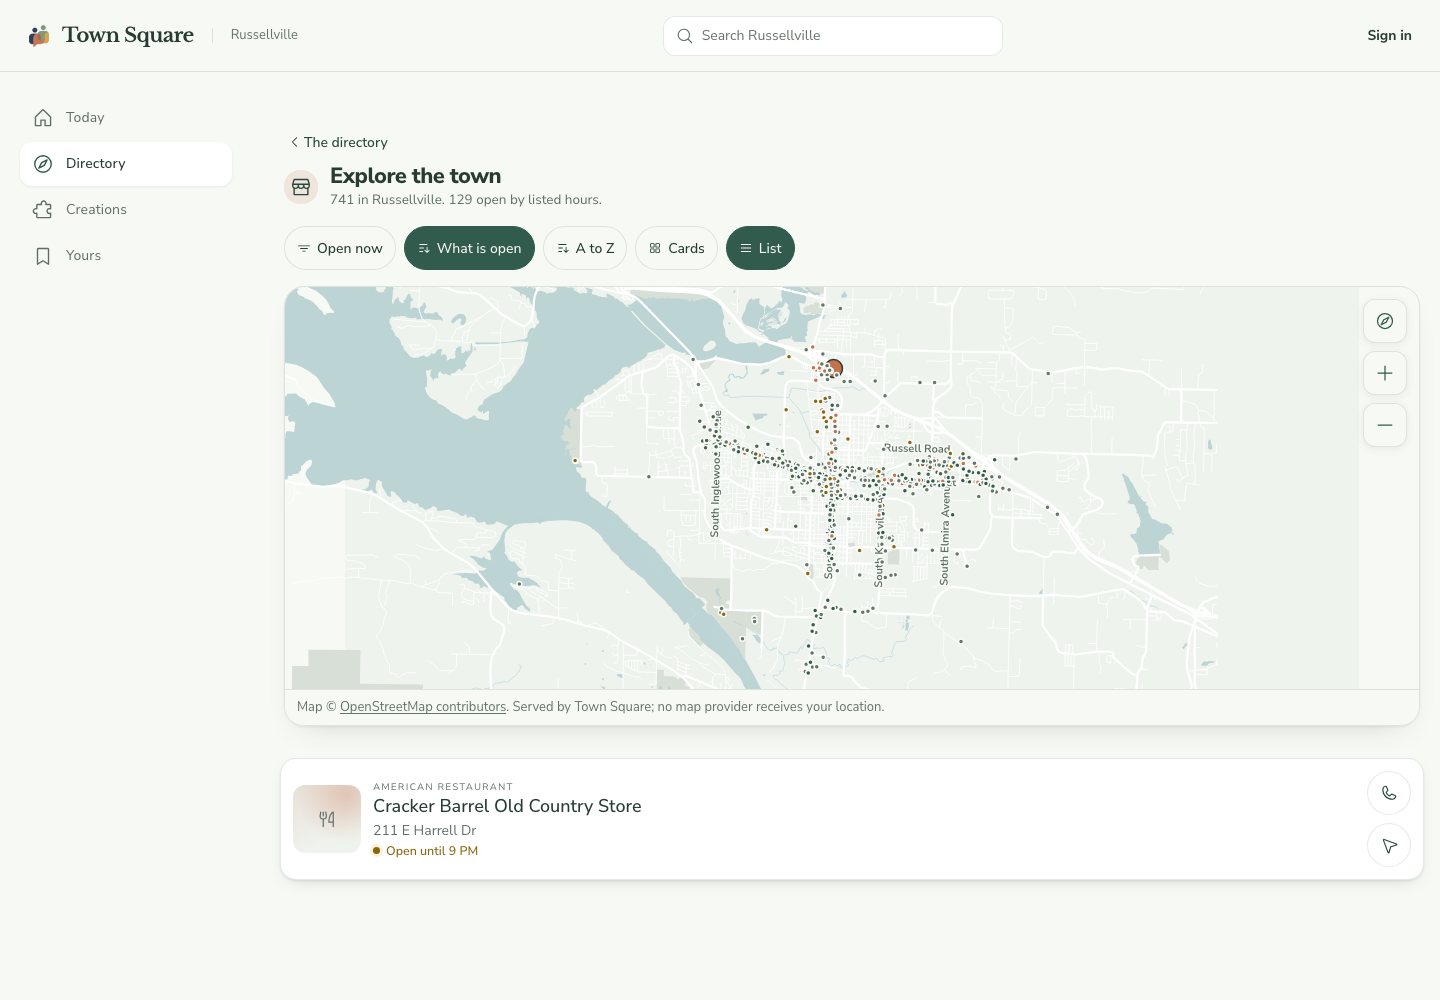 Town Square
Russellville
Search Russellville
Sign in
Today
Directory
Creations
Yours
The directory
Explore the town
741 in Russellville. 129 open by listed hours.
Open now
What is open
A to Z
Cards
List
Russell Road
South Elmira Avenue
Map © OpenStreetMap contributors. Served by Town Square; no map provider receives your location.
AMERICAN RESTAURANT
Cracker Barrel Old Country Store
211 E Harrell Dr
Open until 9 PM